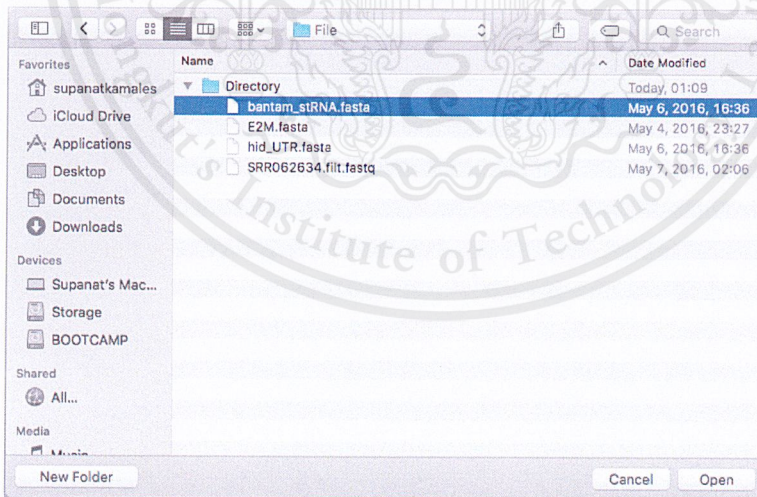 File
Search
Favorites
Name
Date Modified
supanatkamales
Directory
Today, 01:09
iCloud Drive
bantam_stRNA.fasta
May 6, 2016, 16:36
Applications
E2M.fasta
May 4, 2016, 23:27
Desktop
hid_UTR.fasta
May 6, 2016, 16:36
Documents
SRR062634.filt.fastq
May 7, 2016, 02:06
Downloads
Devices
Supanat's Mac...
Storage
BOOTCAMP
Shared
All...
Media
Music
New Folder
Cancel
Open
Institute of Technology